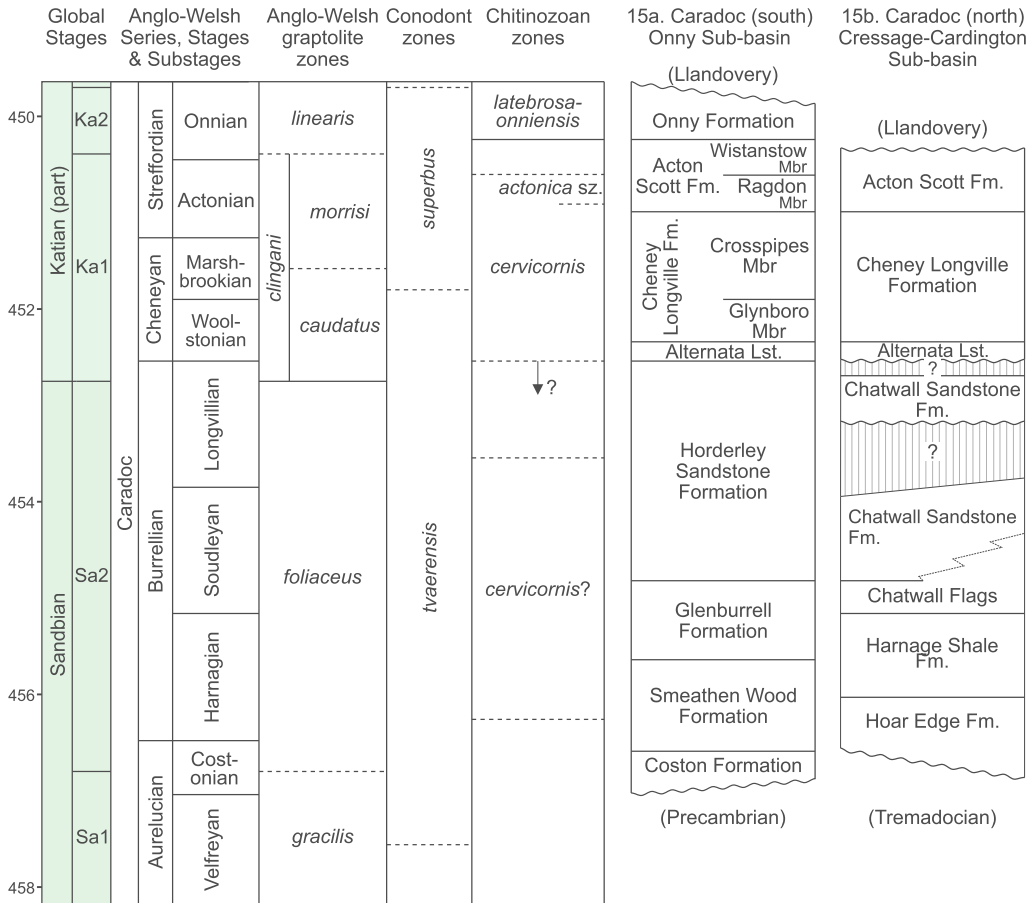 Global
Stages
Anglo-Welsh
Series, Stages
& Substages
Anglo-Welsh
graptolite
zones
Conodont
zones
Chitinozoan
zones
15a. Caradoc (south)
Onny Sub-basin
15b. Caradoc (north)
Cressage-Cardington
Sub-basin
450
452
454
456
458
Katian (part)
Sandbian
Ka2
Ka1
Sa2
Sa1
Caradoc
Streffordian
Cheneyan
Burrellian
Aurelucian
Onnian
Actonian
Marsh-
brookian
Wool-
stonian
Longvillian
Soudleyan
Harnagian
Cost-
onian
Velfreyan
linearis
clingani
morrisi
caudatus
foliaceus
gracilis
superbus
tvaerensis
latebrosa-
onniensis
actonica sz.
cervicornis
?
cervicornis?
(Llandovery)
Onny Formation
Acton
Scott Fm.
Wistanstow
Mbr
Ragdon
Mbr
Cheney
Longville Fm.
Crosspipes
Mbr
Glynboro
Mbr
Alternata Lst.
Horderley
Sandstone
Formation
Glenburrell
Formation
Smeathen Wood
Formation
Coston Formation
(Precambrian)
(Llandovery)
Acton Scott Fm.
Cheney Longville
Formation
Alternata Lst.
?
Chatwall Sandstone
Fm.
?
Chatwall Sandstone
Fm.
Chatwall Flags
Harnage Shale
Fm.
Hoar Edge Fm.
(Tremadocian)